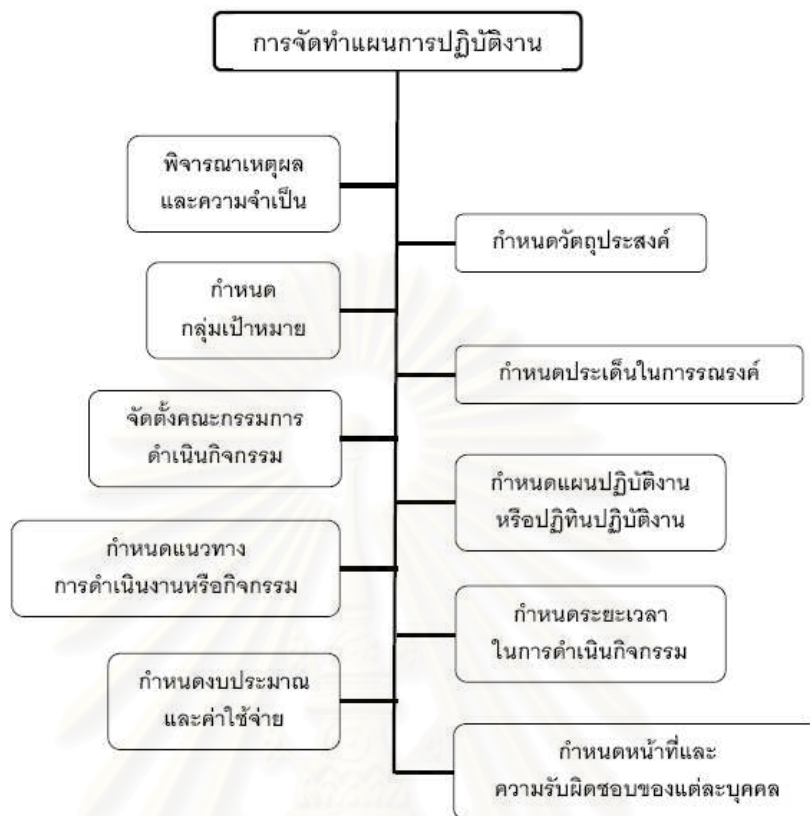 การจัดทำแผนการปฏิบัติงาน
พิจารณาเหตุผล
และความจำเป็น
กำหนดวัตถุประสงค์
กำหนด
กลุ่มเป้าหมาย
กำหนดประเด็นในการรณรงค์
จัดตั้งคณะกรรมการ
ดำเนินกิจกรรม
กำหนดแผนปฏิบัติงาน
หรือปฏิทินปฏิบัติงาน
กำหนดแนวทาง
การดำเนินงานหรือกิจกรรม
กำหนดระยะเวลา
ในการดำเนินกิจกรรม
กำหนดงบประมาณ
และค่าใช้จ่าย
กำหนดหน้าที่และ
ความรับผิดชอบของแต่ละบุคคล